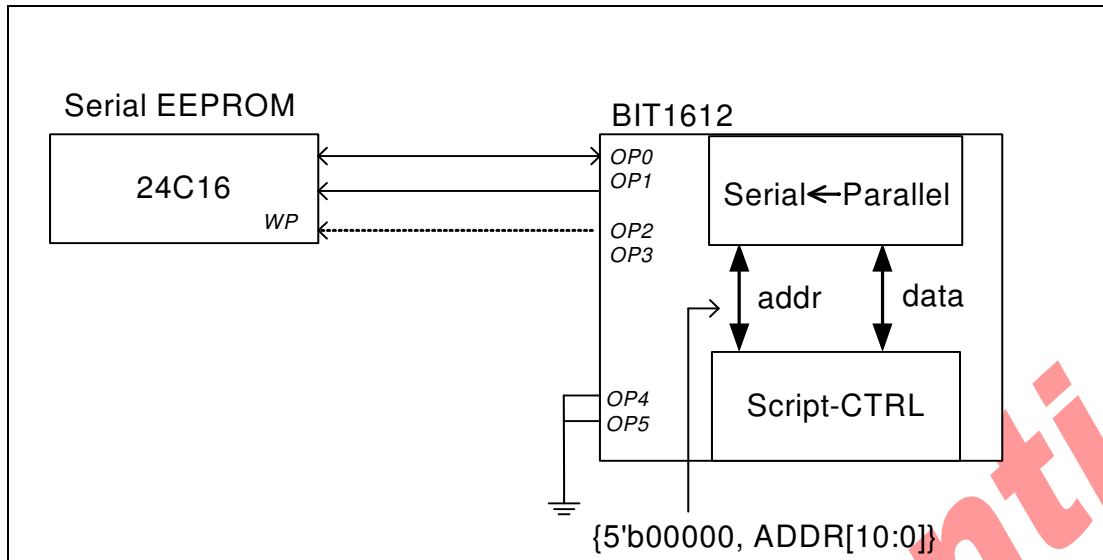 Serial EEPROM
24C16
WP
BIT1612
OP0
OP1
OP2
OP3
OP4
OP5
Serial←Parallel
addr
data
Script-CTRL
{5'b00000, ADDR[10:0]}
nti